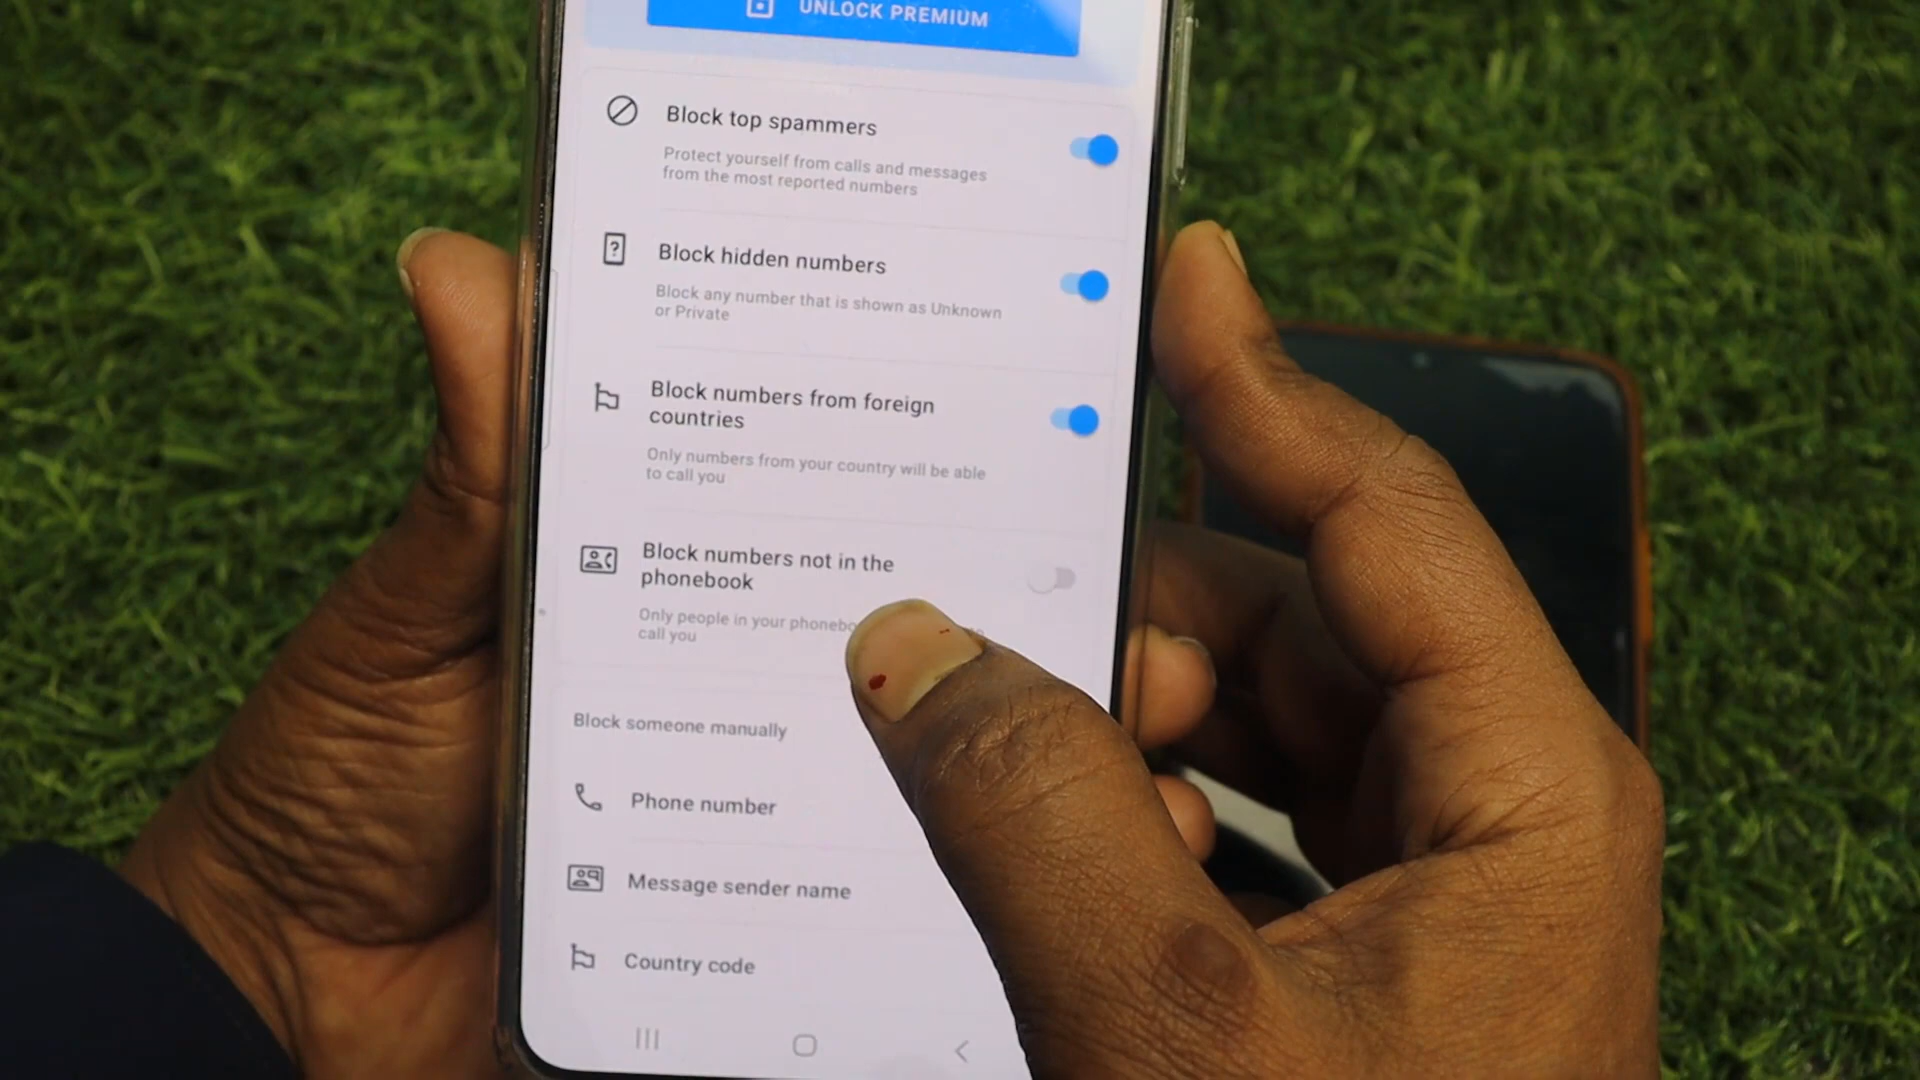 UNLOCK PREMIUM
Block top spammers
Protect yourself from calls and messages
from the most reported numbers
Block hidden numbers
Block any number that is shown as Unknown
or Private
Block numbers from foreign
countries
Only numbers from your country will be able
to call you
Block numbers not in the
phonebook
Only people in your
call you
Block someone manually
Phone number
Message sender name
Country code